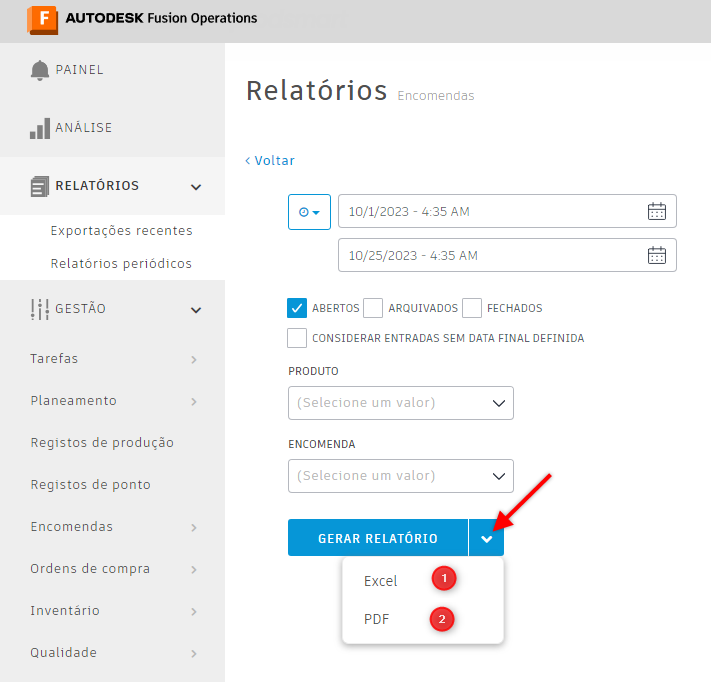 F AUTODESK Fusion Operations
PAINEL
ANÁLISE
RELATÓRIOS
Exportações recentes
Relatórios periódicos
GESTÃO
Tarefas
Planeamento
Registos de produção
Registos de ponto
Encomendas
Ordens de compra
Inventário
Qualidade
Relatórios Encomendas
‹ Voltar
10/1/2023 - 4:35 AM
10/25/2023 - 4:35 AM
ABERTOS ARQUIVADOS FECHADOS
CONSIDERAR ENTRADAS SEM DATA FINAL DEFINIDA
PRODUTO
(Selecione um valor)
ENCOMENDA
(Selecione um valor)
GERAR RELATÓRIO
Excel 1
PDF 2